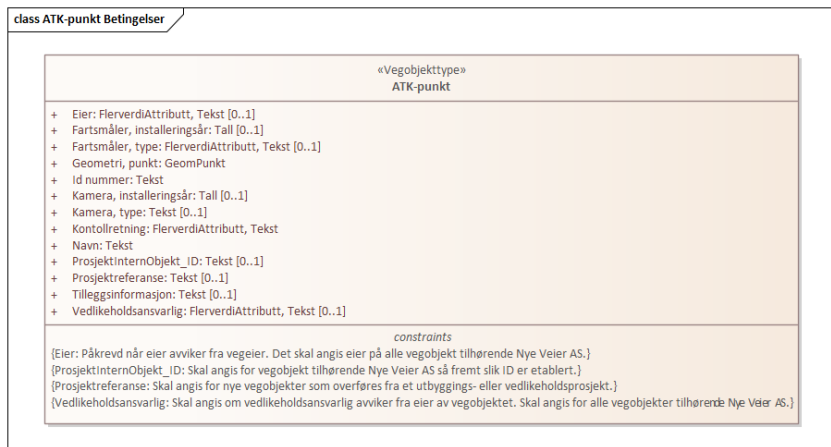 class ATK-punkt Betingelser
«Vegobjekttype»
ATK-punkt
+ Eier: FlerverdiAttributt, Tekst [0..1]
+ Fartsmåler, installeringsår: Tall [0..1]
+ Fartsmåler, type: FlerverdiAttributt, Tekst [0..1]
+ Geometri, punkt: GeomPunkt
+ Id nummer: Tekst
+ Kamera, installeringsår: Tall [0..1]
+ Kamera, type: Tekst [0..1]
+ Kontollretning: FlerverdiAttributt, Tekst
+ Navn: Tekst
+ ProsjektInternObjekt_ID: Tekst [0..1]
+ Prosjektreferanse: Tekst [0..1]
+ Tilleggsinformasjon: Tekst [0..1]
+ Vedlikeholdsansvarlig: FlerverdiAttributt, Tekst [0..1]
constraints
{Eier: Påkrevd når eier avviker fra vegeier. Det skal angis eier på alle vegobjekt tilhørende Nye Veier AS.}
{ProsjektInternObjekt_ID: Skal angis for vegobjekt tilhørende Nye Veier AS så fremt slik ID er etablert.}
{Prosjektreferanse: Skal angis for nye vegobjekter som overføres fra et utbyggings- eller vedlikeholdsprosjekt.}
{Vedlikeholdsansvarlig: Skal angis om vedlikeholdsansvarlig avviker fra eier av vegobjektet. Skal angis for alle vegobjekter tilhørende Nye Veier AS.}